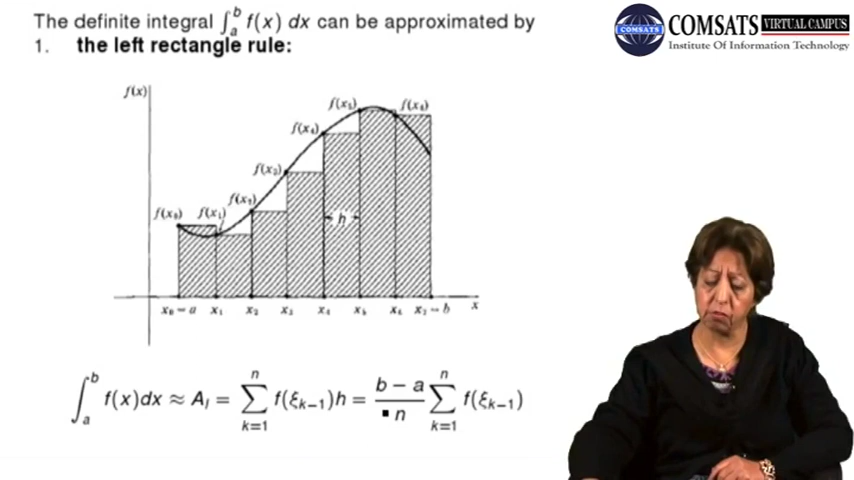 The definite integral ∫ₐᵇ f(x) dx can be approximated by
1. the left rectangle rule:
COMSATS VIRTUAL CAMPUS
COMSATS
Institute Of Information Technology
f(x)
f(x₅) f(x₆)
f(x₄)
f(x₃)
f(x₂)
f(x₀) f(x₁)
h
x₀ = a x₁ x₂ x₃ x₄ x₅ x₆ x₇ = b x
∫ₐᵇ f(x)dx ≈ Aₗ = ∑ₖ₌₁ⁿ f(ξₖ₋₁)h = (b − a)/n ∑ₖ₌₁ⁿ f(ξₖ₋₁)